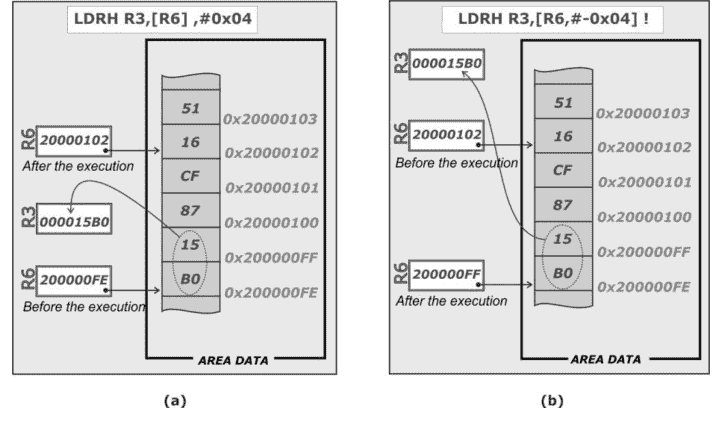 LDRH R3,[R6] ,#0x04
51
0x20000103
R6
20000102
16
0x20000102
After the execution
CF
0x20000101
87
0x20000100
R3
000015B0
15
0x200000FF
R6
200000FE
B0
0x200000FE
Before the execution
AREA DATA
(a)
LDRH R3,[R6,#-0x04] !
R3
000015B0
51
0x20000103
R6
20000102
16
0x20000102
Before the execution
CF
0x20000101
87
0x20000100
15
0x200000FF
R6
200000FF
B0
0x200000FE
After the execution
AREA DATA
(b)